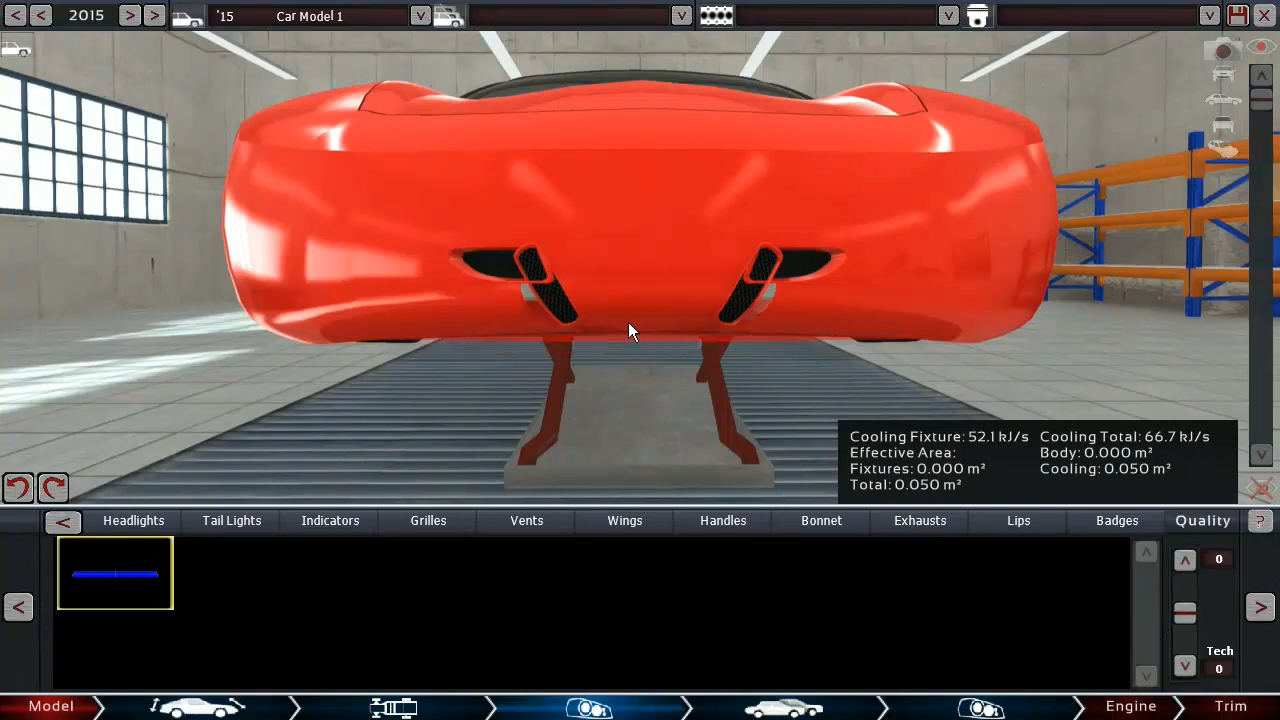 2015
'15 Car Model 1
Cooling Fixture: 52.1 kJ/s Cooling Total: 66.7 kJ/s
Effective Area: Body: 0.000 m²
Fixtures: 0.000 m² Cooling: 0.050 m²
Total: 0.050 m²
Headlights Tail Lights Indicators Grilles Vents Wings Handles Bonnet Exhausts Lips Badges Quality ?
0
Tech
0
Model Engine Trim